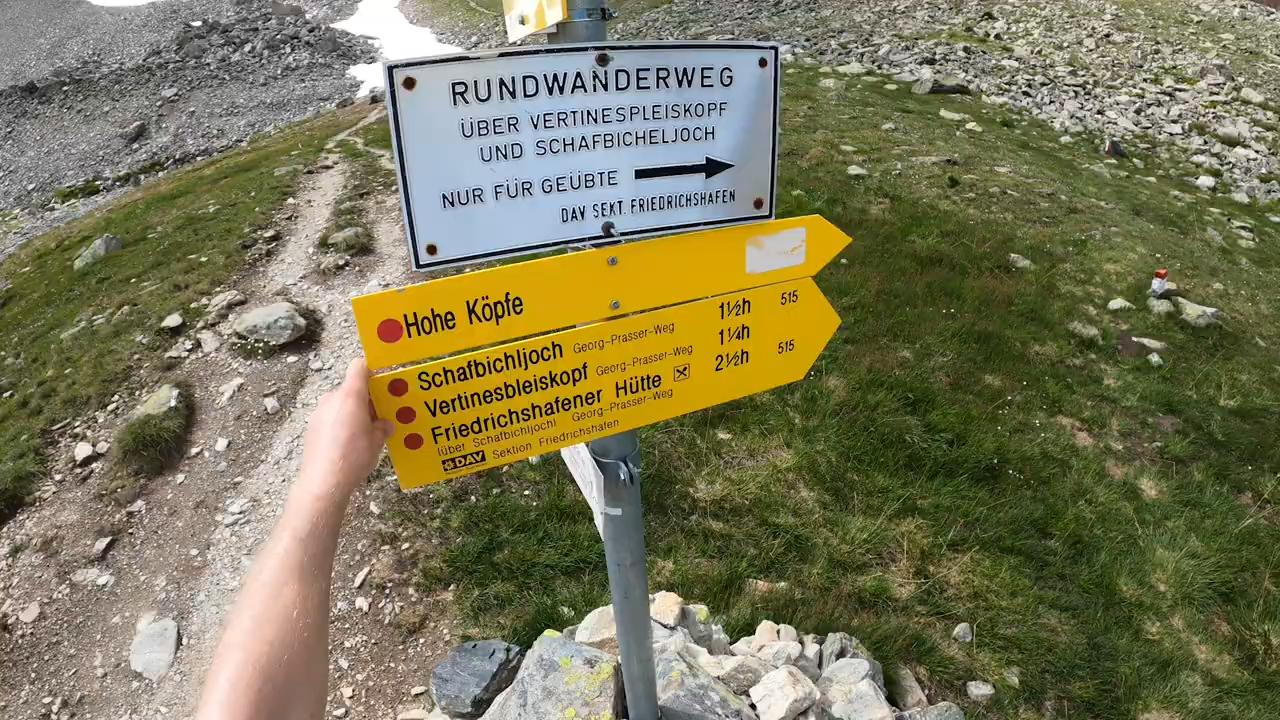 RUNDWANDERWEG
ÜBER VERTINESPLEISKOPF
UND SCHAFBICHELJOCH
NUR FÜR GEÜBTE
DAV SEKT. FRIEDRICHSHAFEN
Hohe Köpfe
Schafbichljoch Georg-Prasser-Weg 1½h 515
Vertinesbleiskopf Georg-Prasser-Weg 1¼h
Friedrichshafener Hütte 2½h 515
(über Schafbichljoch) Georg-Prasser-Weg
DAV Sektion Friedrichshafen